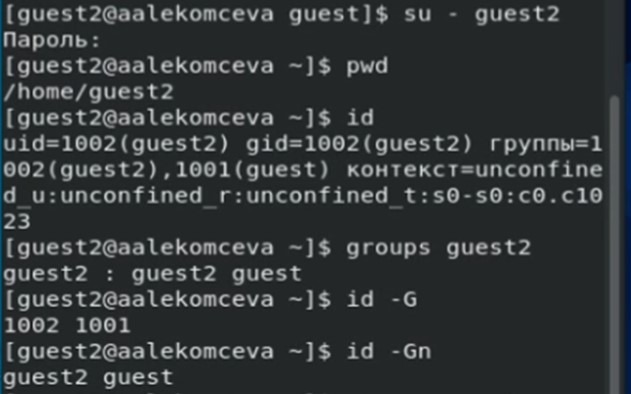 [guest2@aalekomceva guest]$ su - guest2
Пароль:
[guest2@aalekomceva ~]$ pwd
/home/guest2
[guest2@aalekomceva ~]$ id
uid=1002(guest2) gid=1002(guest2) группы=1
002(guest2),1001(guest) контекст=unconfine
d_u:unconfined_r:unconfined_t:s0-s0:c0.c10
23
[guest2@aalekomceva ~]$ groups guest2
guest2 : guest2 guest
[guest2@aalekomceva ~]$ id -G
1002 1001
[guest2@aalekomceva ~]$ id -Gn
guest2 guest